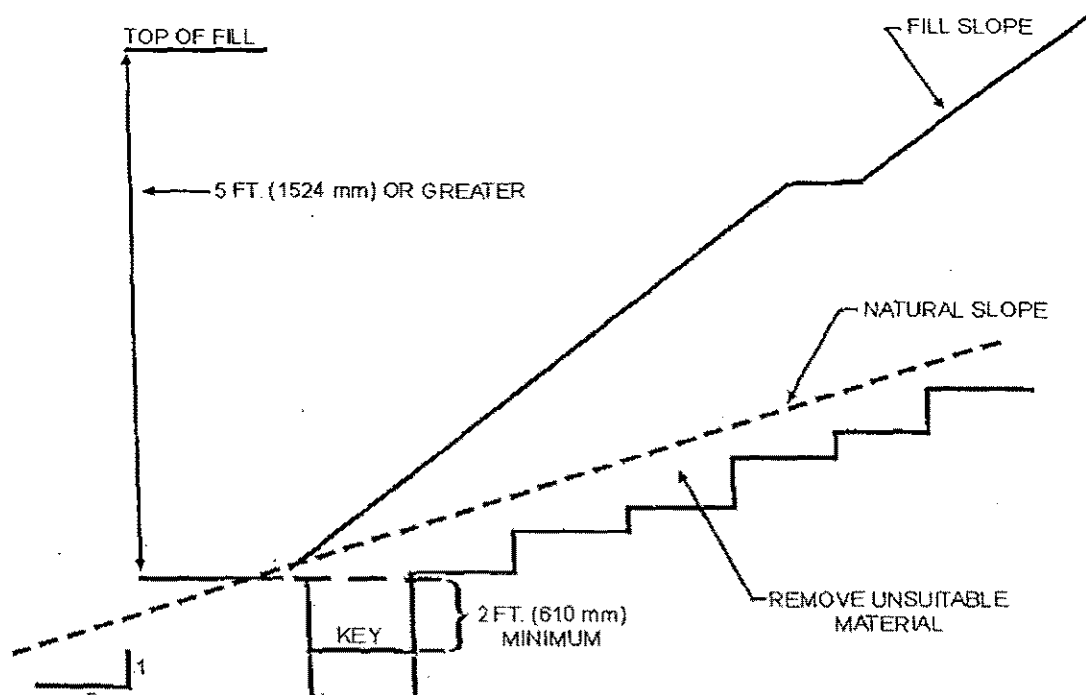 TOP OF FILL
FILL SLOPE
5 FT. (1524 mm) OR GREATER
NATURAL SLOPE
2 FT. (610 mm)
MINIMUM
KEY
REMOVE UNSUITABLE
MATERIAL
1